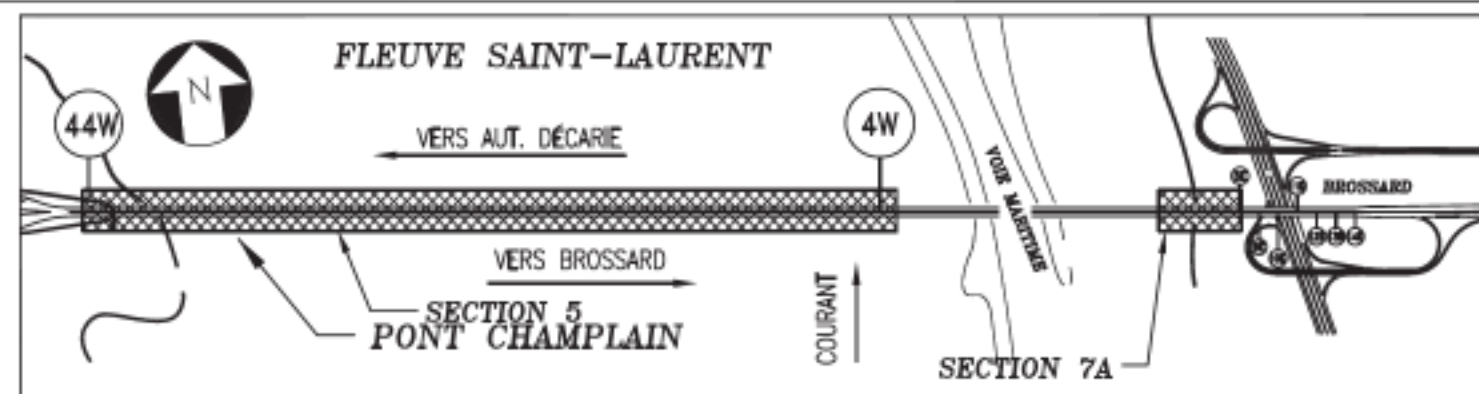 FLEUVE SAINT-LAURENT
N
44W
4W
VERS AUT. DÉCARIE
VOIE MARITIME
BROSSARD
VERS BROSSARD
SECTION 5
PONT CHAMPLAIN
COURANT
SECTION 7A